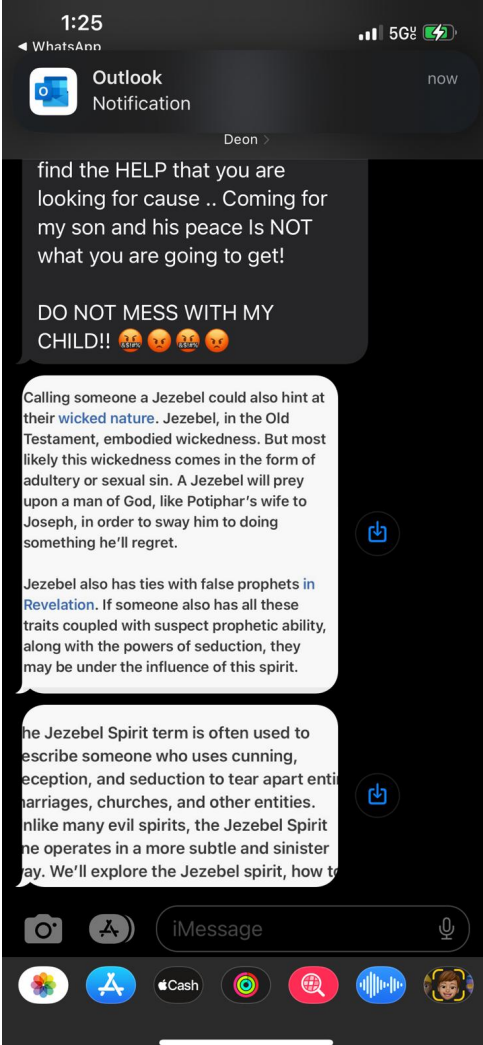 1:25
5G
◀ WhatsApp
Outlook
now
Notification
Deon >
find the HELP that you are
looking for cause .. Coming for
my son and his peace Is NOT
what you are going to get!
DO NOT MESS WITH MY
CHILD!! 🤬😡🤬😡
Calling someone a Jezebel could also hint at
their wicked nature. Jezebel, in the Old
Testament, embodied wickedness. But most
likely this wickedness comes in the form of
adultery or sexual sin. A Jezebel will prey
upon a man of God, like Potiphar's wife to
Joseph, in order to sway him to doing
something he'll regret.
Jezebel also has ties with false prophets in
Revelation. If someone also has all these
traits coupled with suspect prophetic ability,
along with the powers of seduction, they
may be under the influence of this spirit.
he Jezebel Spirit term is often used to
escribe someone who uses cunning,
eception, and seduction to tear apart enti
arriages, churches, and other entities.
nlike many evil spirits, the Jezebel Spirit
ne operates in a more subtle and sinister
ay. We'll explore the Jezebel spirit, how to
iMessage
Cash